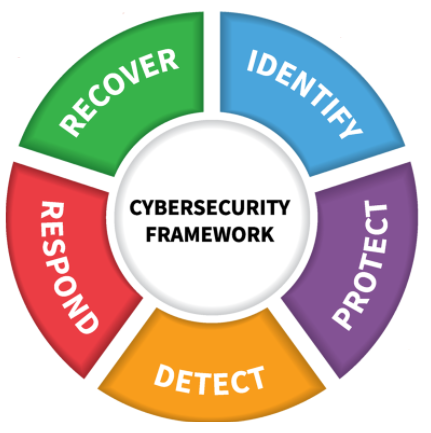 CYBERSECURITY
FRAMEWORK
IDENTIFY
PROTECT
DETECT
RESPOND
RECOVER